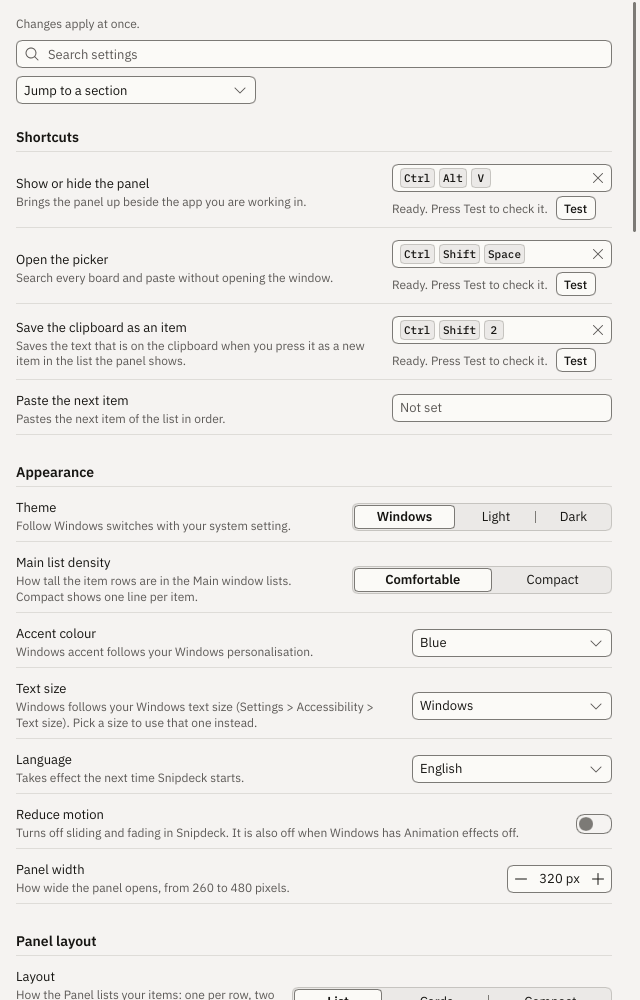 Changes apply at once.
Search settings
Jump to a section
Shortcuts
Show or hide the panel
Brings the panel up beside the app you are working in.
Ctrl Alt V
Ready. Press Test to check it. Test
Open the picker
Search every board and paste without opening the window.
Ctrl Shift Space
Ready. Press Test to check it. Test
Save the clipboard as an item
Saves the text that is on the clipboard when you press it as a new
item in the list the panel shows.
Ctrl Shift 2
Ready. Press Test to check it. Test
Paste the next item
Pastes the next item of the list in order.
Not set
Appearance
Theme
Follow Windows switches with your system setting.
Windows Light Dark
Main list density
How tall the item rows are in the Main window lists.
Compact shows one line per item.
Comfortable Compact
Accent colour
Windows accent follows your Windows personalisation.
Blue
Text size
Windows follows your Windows text size (Settings > Accessibility >
Text size). Pick a size to use that one instead.
Windows
Language
Takes effect the next time Snipdeck starts.
English
Reduce motion
Turns off sliding and fading in Snipdeck. It is also off when Windows has Animation effects off.
Panel width
How wide the panel opens, from 260 to 480 pixels.
320 px
Panel layout
Layout
How the Panel lists your items: one per row, two
List Cards Compact